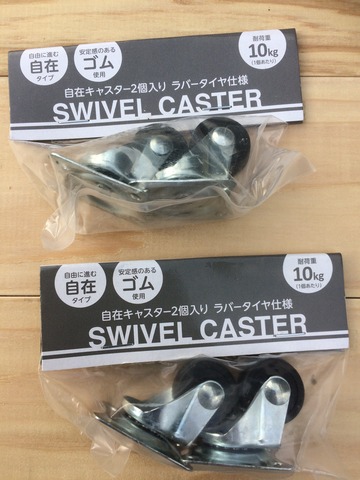 自由に進む
自在
タイプ
安定感のある
ゴム
使用
耐荷重
10kg
(1個あたり)
自在キャスター2個入り ラバータイヤ仕様
SWIVEL CASTER
自由に進む
自在
タイプ
安定感のある
ゴム
使用
耐荷重
10kg
(1個あたり)
自在キャスター2個入り ラバータイヤ仕様
SWIVEL CASTER